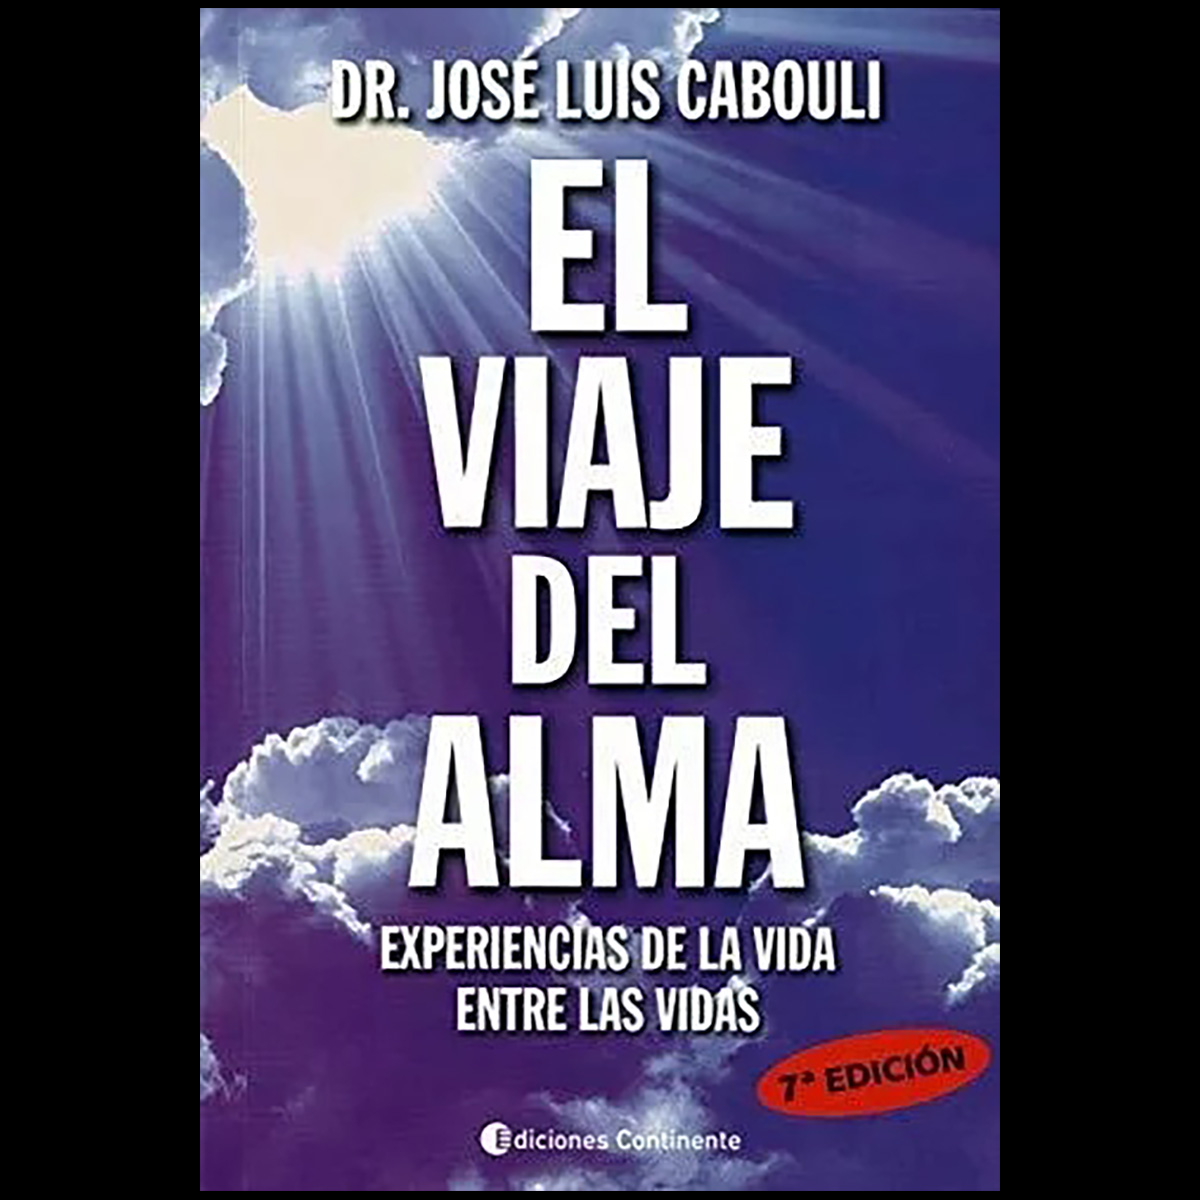 DR. JOSÉ LUIS CABOULI
EL
VIAJE
DEL
ALMA
EXPERIENCIAS DE LA VIDA
ENTRE LAS VIDAS
7ª EDICIÓN
Ediciones Continente